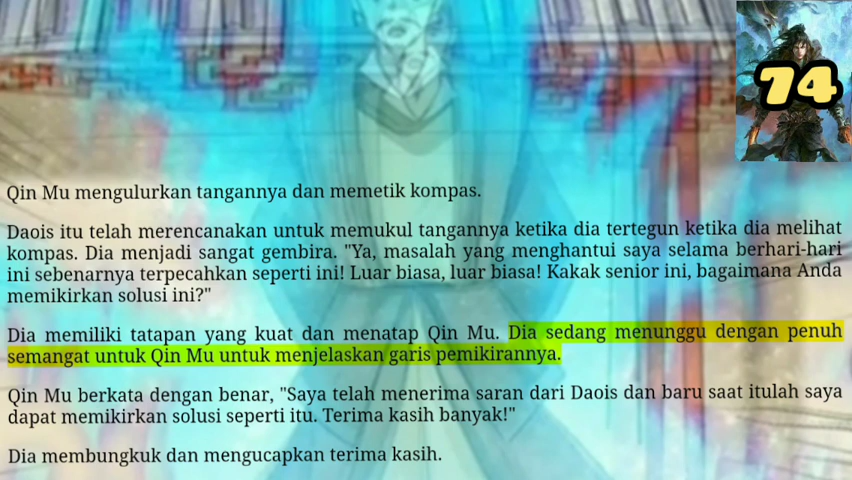 74
Qin Mu mengulurkan tangannya dan memetik kompas.
Daois itu telah merencanakan untuk memukul tangannya ketika dia tertegun ketika dia melihat
kompas. Dia menjadi sangat gembira. "Ya, masalah yang menghantui saya selama berhari-hari
ini sebenarnya terpecahkan seperti ini! Luar biasa, luar biasa! Kakak senior ini, bagaimana Anda
memikirkan solusi ini?"
Dia memiliki tatapan yang kuat dan menatap Qin Mu. Dia sedang menunggu dengan penuh
semangat untuk Qin Mu untuk menjelaskan garis pemikirannya.
Qin Mu berkata dengan benar, "Saya telah menerima saran dari Daois dan baru saat itulah saya
dapat memikirkan solusi seperti itu. Terima kasih banyak!"
Dia membungkuk dan mengucapkan terima kasih.